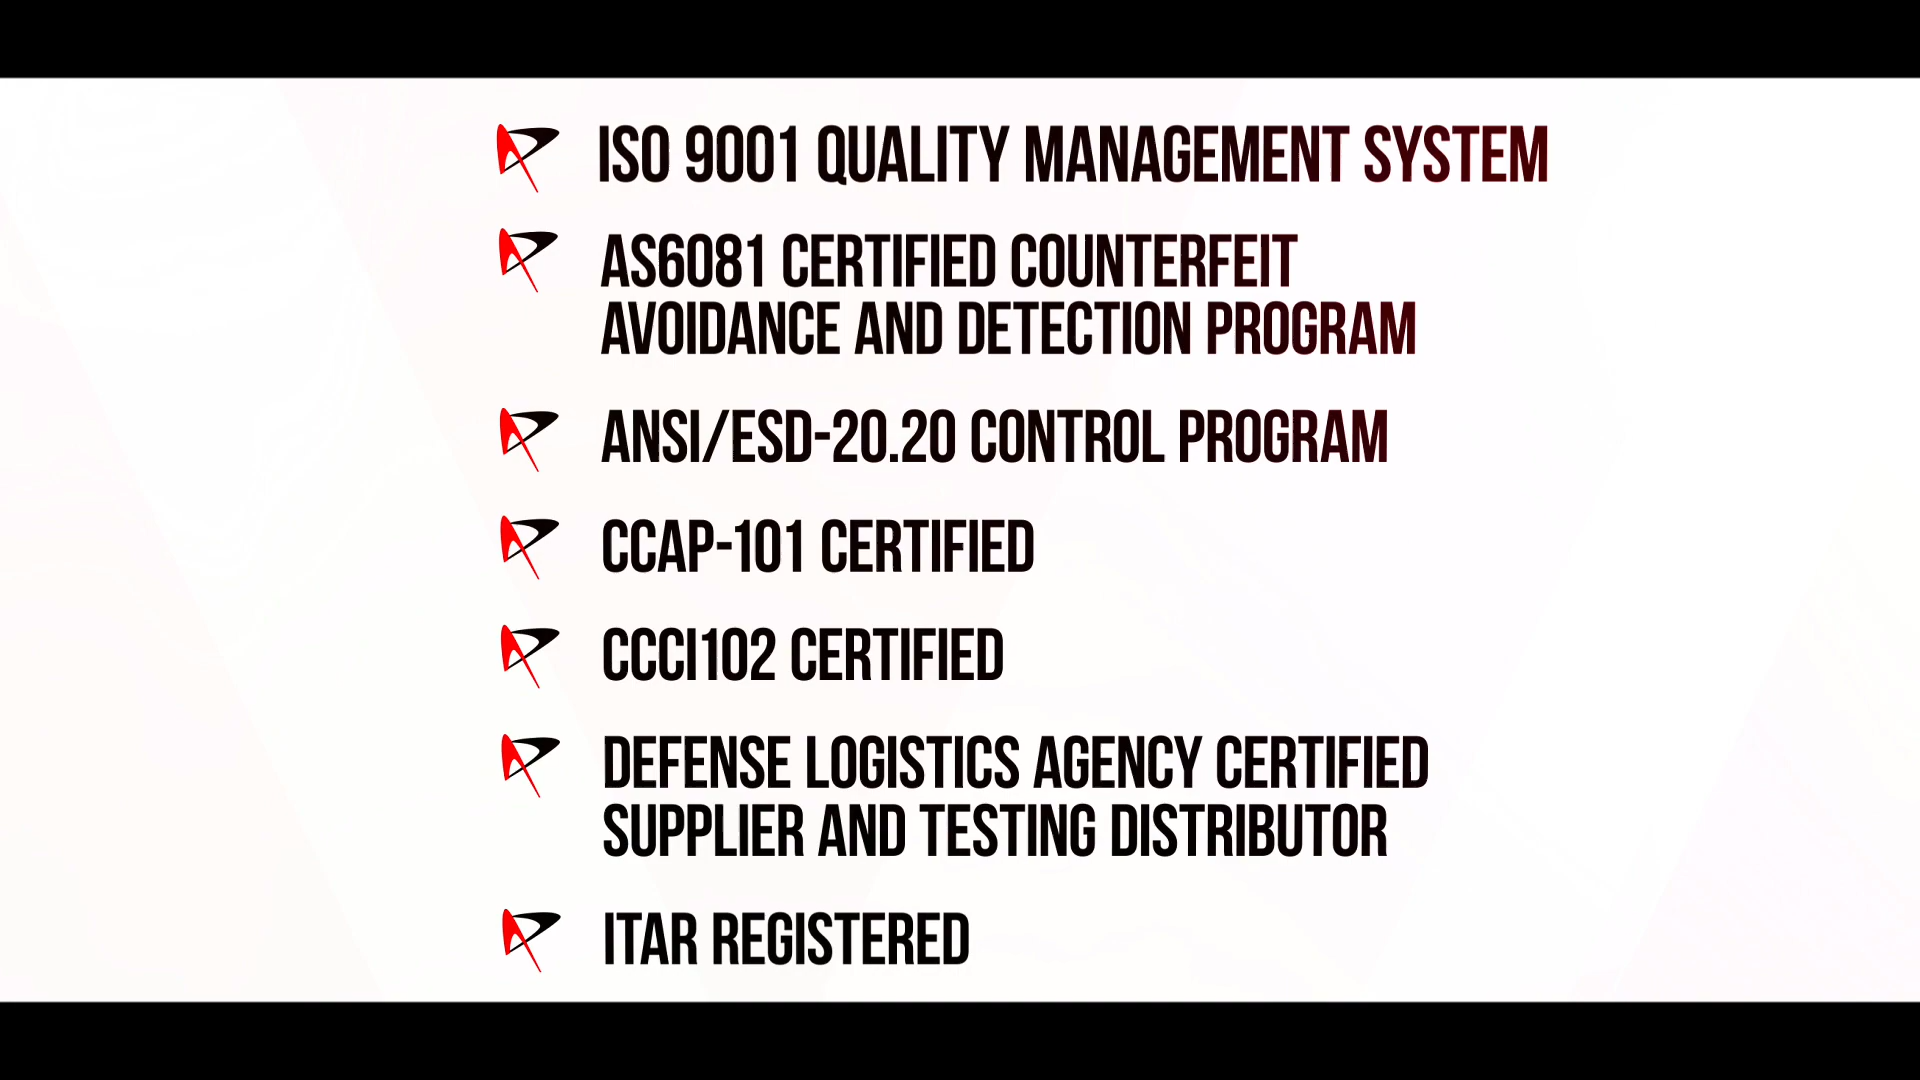 ISO 9001 QUALITY MANAGEMENT SYSTEM
AS6081 CERTIFIED COUNTERFEIT
AVOIDANCE AND DETECTION PROGRAM
ANSI/ESD-20.20 CONTROL PROGRAM
CCAP-101 CERTIFIED
CCCI102 CERTIFIED
DEFENSE LOGISTICS AGENCY CERTIFIED
SUPPLIER AND TESTING DISTRIBUTOR
ITAR REGISTERED